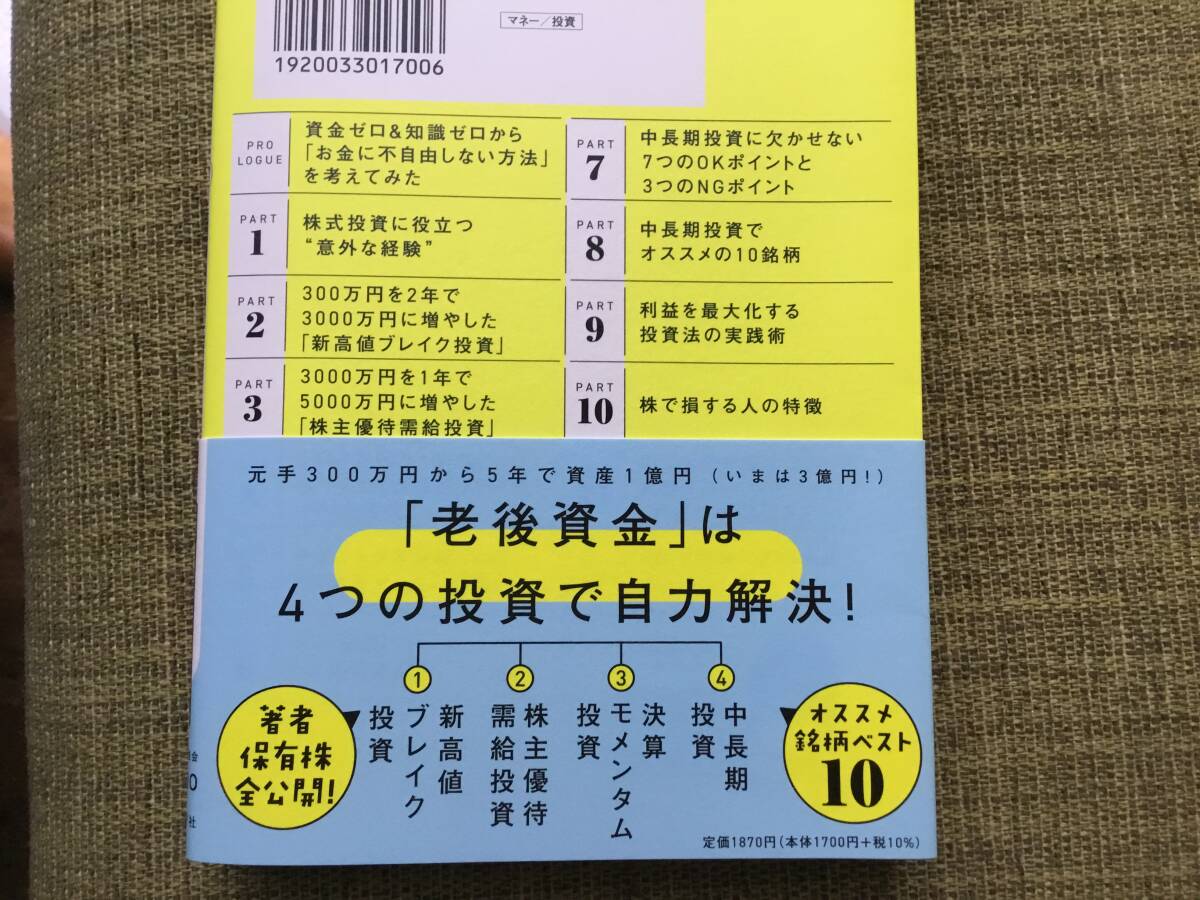 マネー/投資
1920033017006
PRO
LOGUE
資金ゼロ&知識ゼロから
「お金に不自由しない方法」
を考えてみた
PART
1
株式投資に役立つ
“意外な経験”
PART
2
300万円を2年で
3000万円に増やした
「新高値ブレイク投資」
PART
3
3000万円を1年で
5000万円に増やした
「株主優待需給投資」
PART
7
中長期投資に欠かせない
7つのOKポイントと
3つのNGポイント
PART
8
中長期投資で
オススメの10銘柄
PART
9
利益を最大化する
投資法の実践術
PART
10
株で損する人の特徴
元手300万円から5年で資産1億円(いまは3億円!)
「老後資金」は
4つの投資で自力解決!
1
新高値
ブレイク
投資
2
株主優待
需給投資
3
決算
モメンタム
投資
4
中長期
投資
著者
保有株
全公開!
オススメ
銘柄ベスト
10
定価1870円(本体1700円+税10%)
会
社